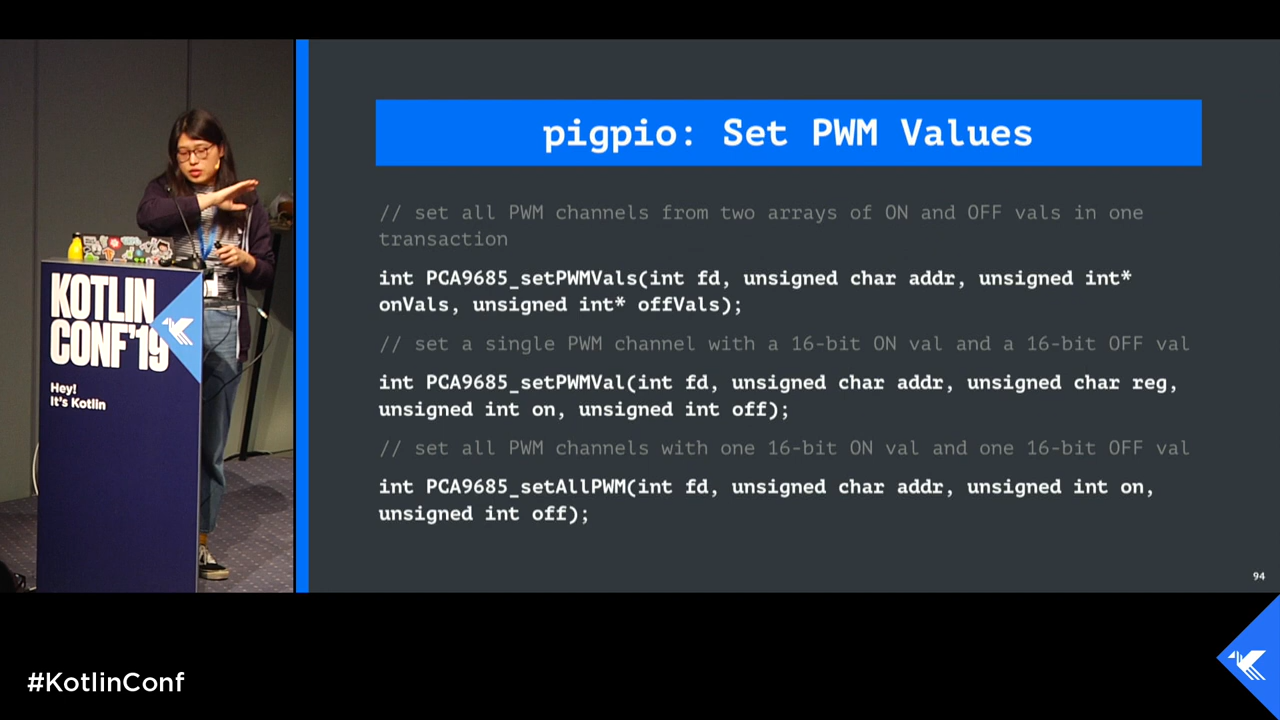 pigpio: Set PWM Values
// set all PWM channels from two arrays of ON and OFF vals in one
transaction
int PCA9685_setPWMVals(int fd, unsigned char addr, unsigned int*
onVals, unsigned int* offVals);
// set a single PWM channel with a 16-bit ON val and a 16-bit OFF val
int PCA9685_setPWMVal(int fd, unsigned char addr, unsigned char reg,
unsigned int on, unsigned int off);
// set all PWM channels with one 16-bit ON val and one 16-bit OFF val
int PCA9685_setAllPWM(int fd, unsigned char addr, unsigned int on,
unsigned int off);
94
KOTLIN
CONF'19
Hey!
It's Kotlin
#KotlinConf